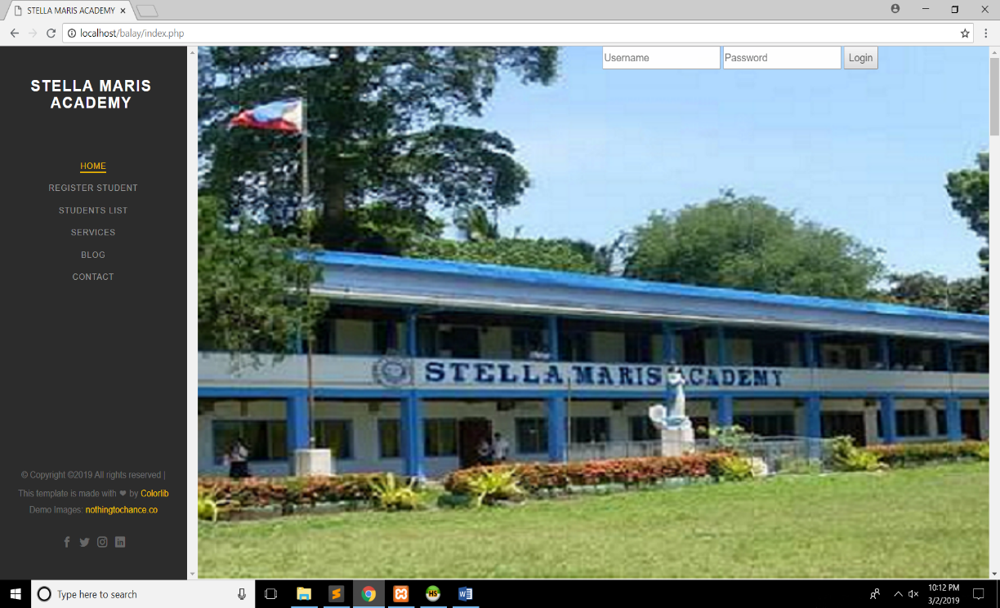 STELLA MARIS ACADEMY
localhost/balay/index.php
STELLA MARIS
ACADEMY
HOME
REGISTER STUDENT
STUDENTS LIST
SERVICES
BLOG
CONTACT
© Copyright ©2019 All rights reserved |
This template is made with ❤ by Colorlib
Demo Images: nothingtochance.co
Username Password Login
STELLA MARIS ACADEMY
Type here to search
HS
10:12 PM
3/2/2019